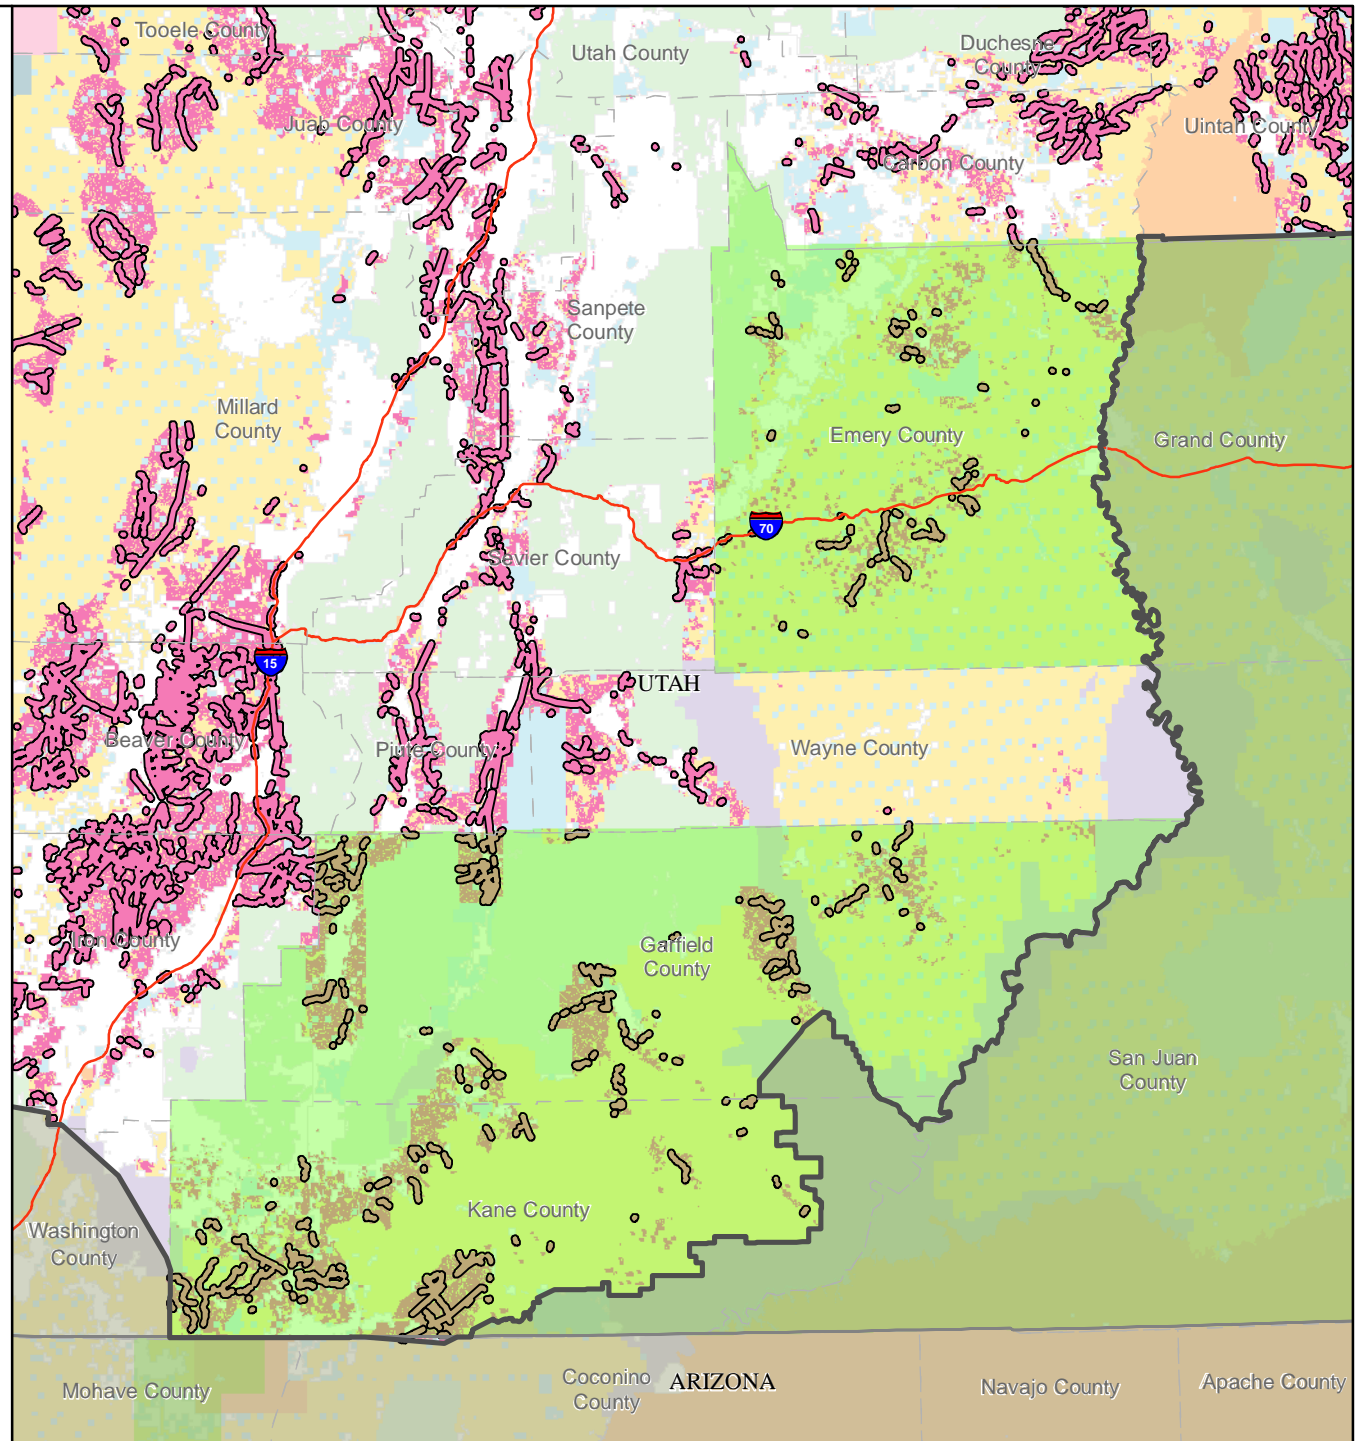 Tooele County
Utah County
Duchesne
County
Juab County
Uintah County
Carbon County
Sanpete
County
Millard
County
Emery County
Grand County
70
Sevier County
15
UTAH
Beaver County
Piute County
Wayne County
Iron County
Garfield
County
San Juan
County
Kane County
Washington
County
Mohave County
Coconino
County
ARIZONA
Navajo County
Apache County